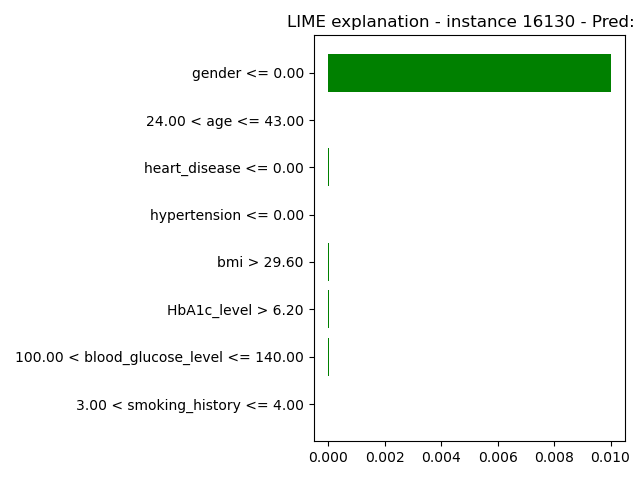 LIME explanation - instance 16130 - Pred:
gender <= 0.00
24.00 < age <= 43.00
heart_disease <= 0.00
hypertension <= 0.00
bmi > 29.60
HbA1c_level > 6.20
100.00 < blood_glucose_level <= 140.00
3.00 < smoking_history <= 4.00
0.000 0.002 0.004 0.006 0.008 0.010